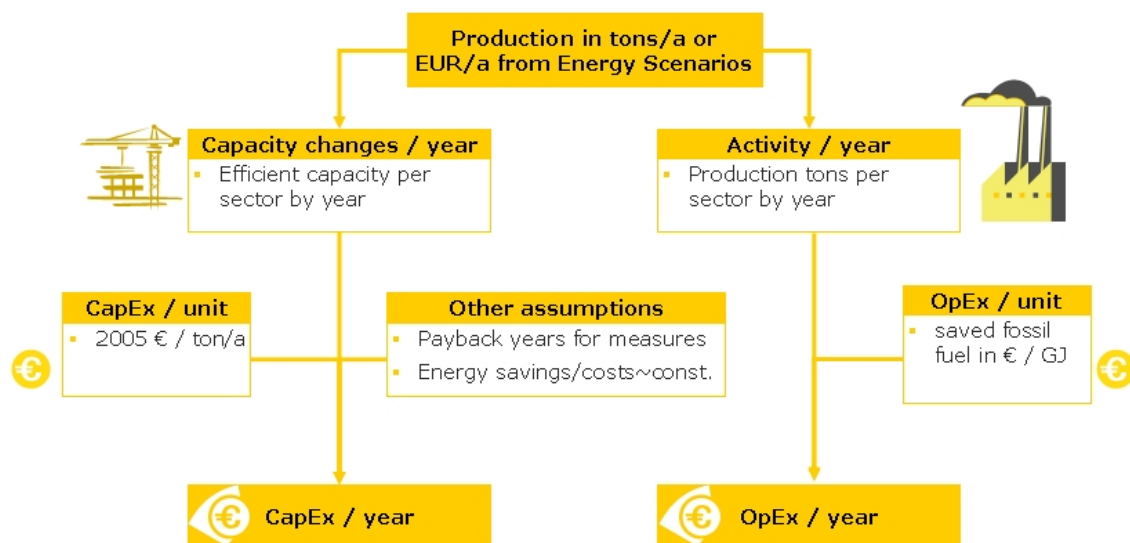 Production in tons/a or
EUR/a from Energy Scenarios
Capacity changes / year
▪ Efficient capacity per
sector by year
Activity / year
▪ Production tons per
sector by year
CapEx / unit
▪ 2005 € / ton/a
Other assumptions
▪ Payback years for measures
▪ Energy savings/costs~const.
OpEx / unit
▪ saved fossil
fuel in € / GJ
€
€
€ CapEx / year
€ OpEx / year